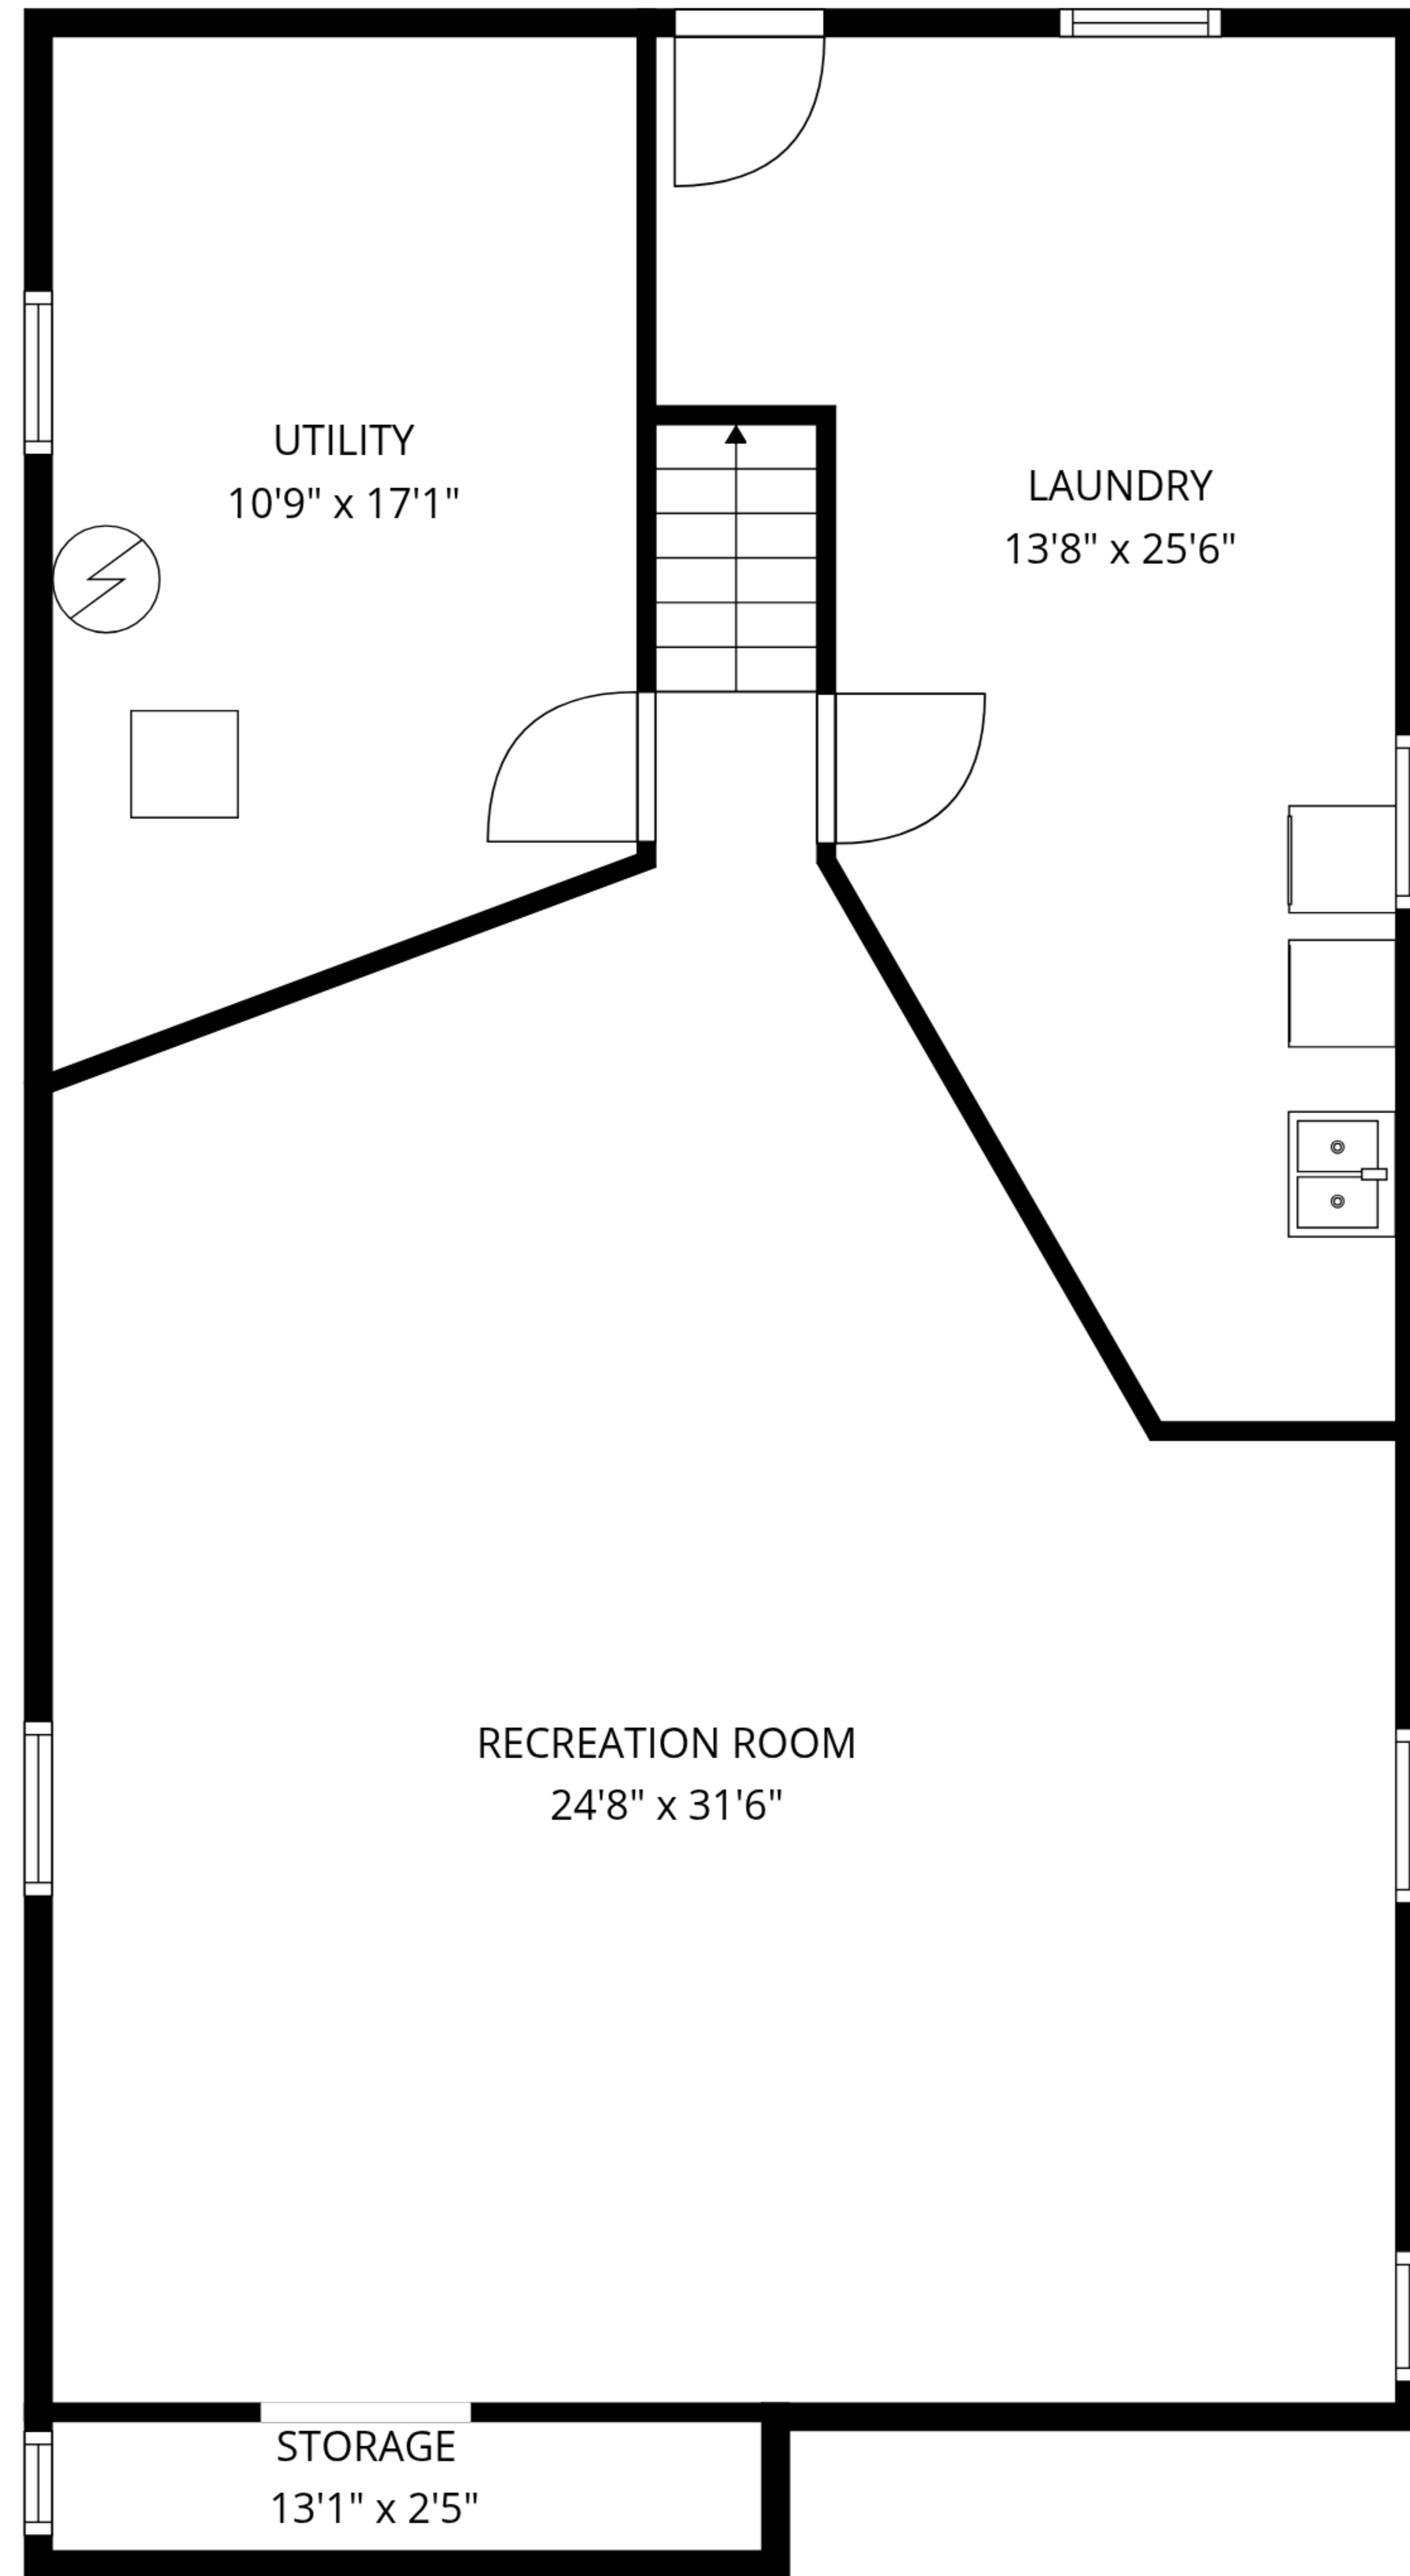 UTILITY
10'9" x 17'1"
LAUNDRY
13'8" x 25'6"
RECREATION ROOM
24'8" x 31'6"
STORAGE
13'1" x 2'5"